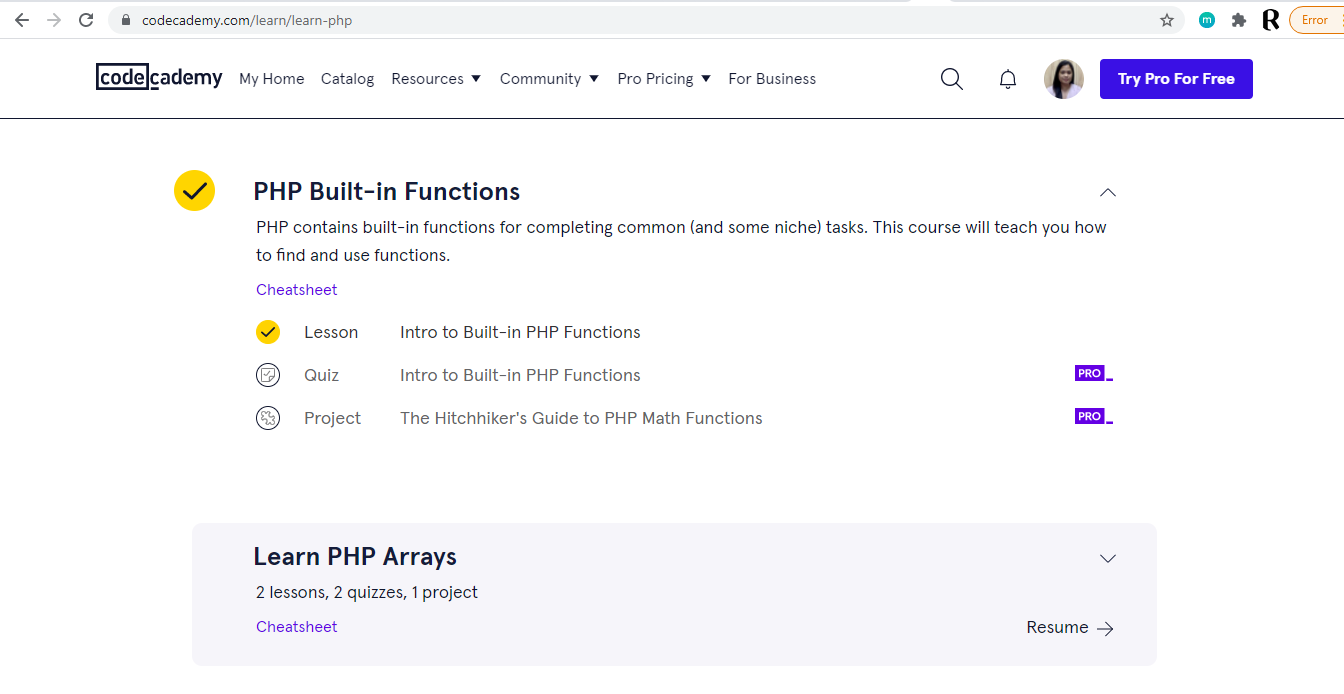 codecademy.com/learn/learn-php
m
R
Error
codecademy My Home Catalog Resources Community Pro Pricing For Business Try Pro For Free
PHP Built-in Functions
PHP contains built-in functions for completing common (and some niche) tasks. This course will teach you how
to find and use functions.
Cheatsheet
Lesson Intro to Built-in PHP Functions
Quiz Intro to Built-in PHP Functions PRO
Project The Hitchhiker's Guide to PHP Math Functions PRO
Learn PHP Arrays
2 lessons, 2 quizzes, 1 project
Cheatsheet
Resume